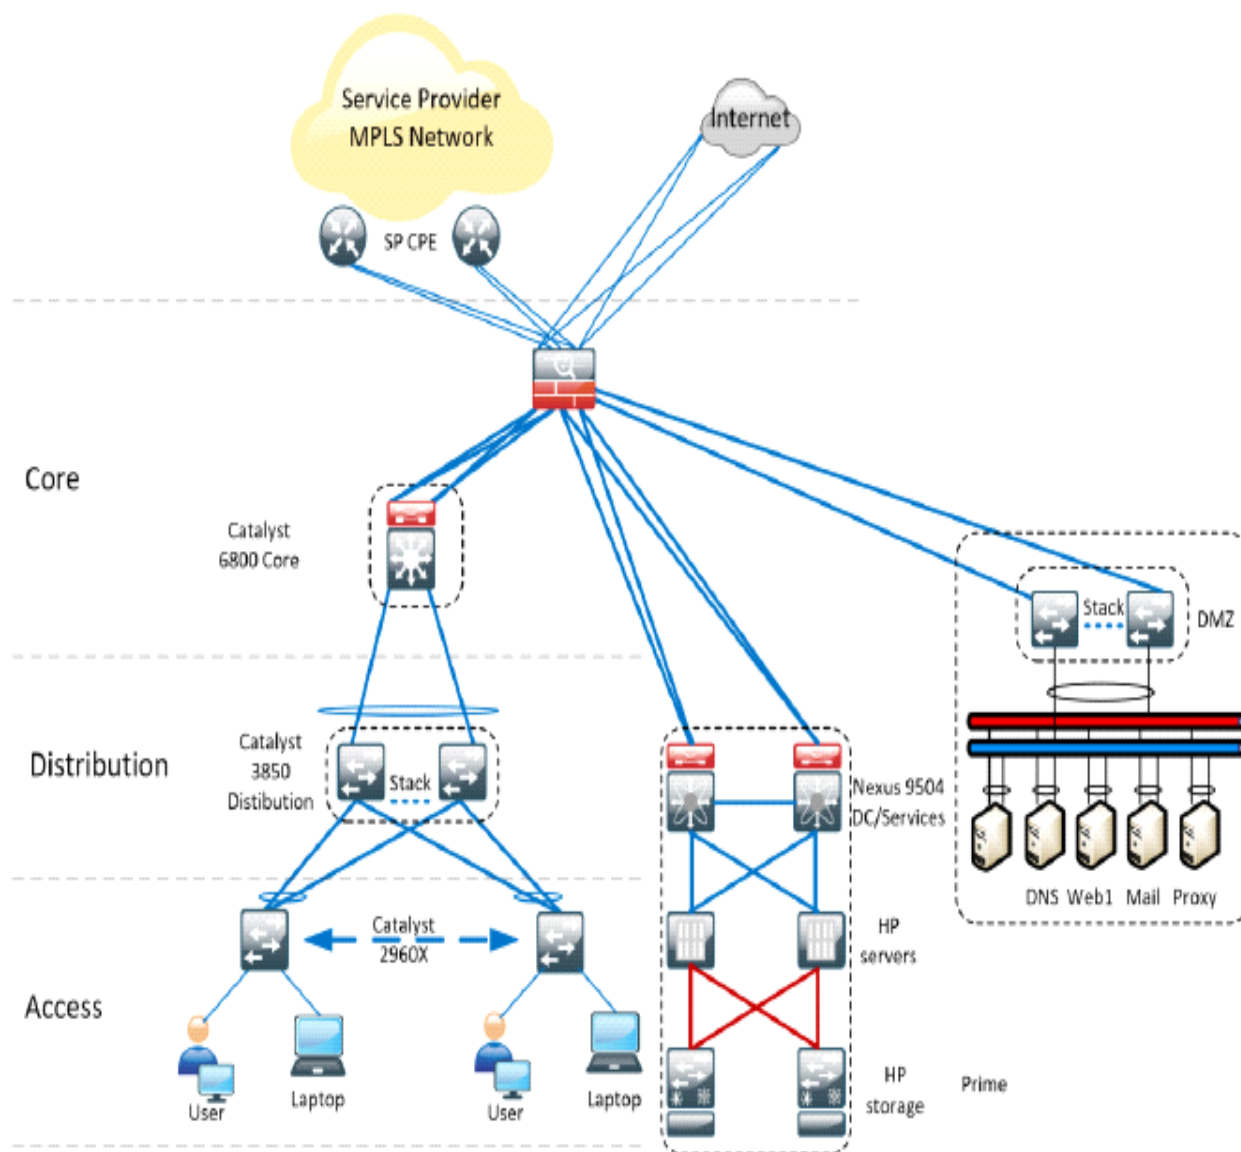 Service Provider
MPLS Network
Internet
SP CPE
Core
Catalyst
6800 Core
Stack
DMZ
Distribution
Catalyst
3850
Distibution
Stack
Nexus 9504
DC/Services
DNS Web1 Mail Proxy
Catalyst
2960X
HP
servers
Access
User
Laptop
User
Laptop
HP
storage
Prime